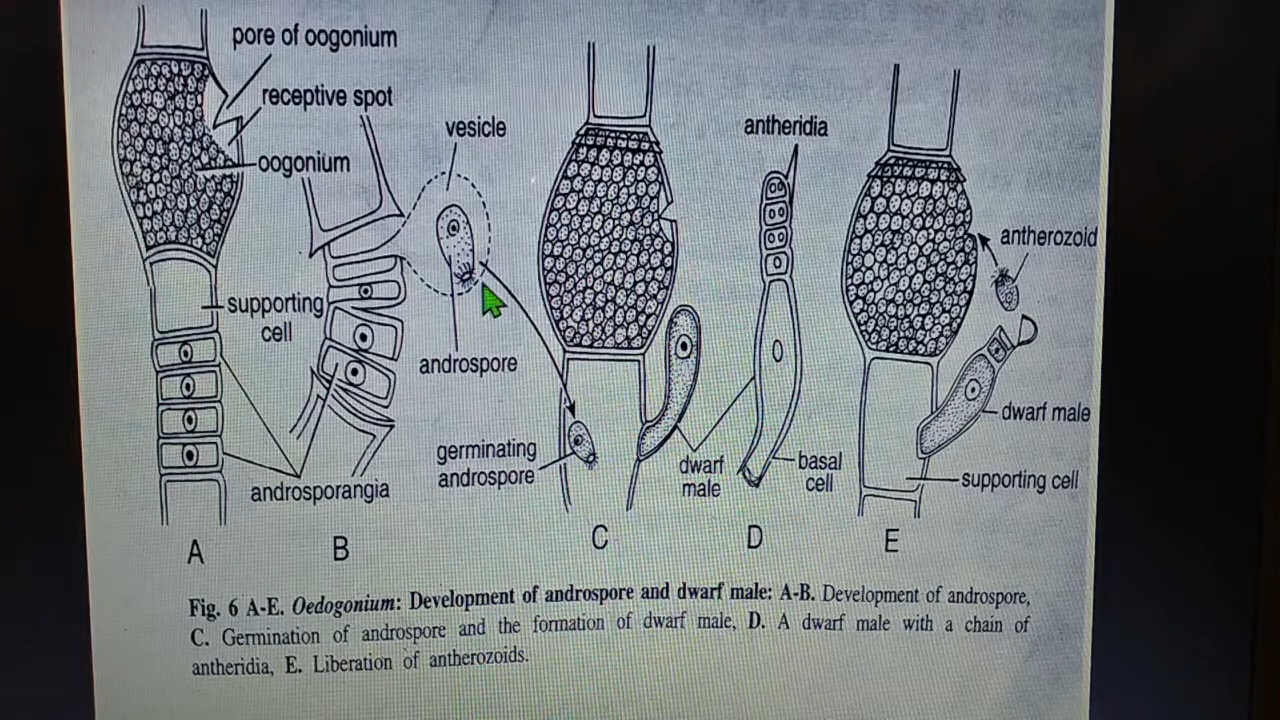 pore of oogonium
receptive spot
oogonium
supporting
cell
androsporangia
vesicle
androspore
germinating
androspore
dwarf
male
antheridia
basal
cell
antherozoid
dwarf male
supporting cell
A
B
C
D
E
Fig. 6 A-E. Oedogonium: Development of androspore and dwarf male: A-B. Development of androspore,
C. Germination of androspore and the formation of dwarf male, D. A dwarf male with a chain of
antheridia, E. Liberation of antherozoids.